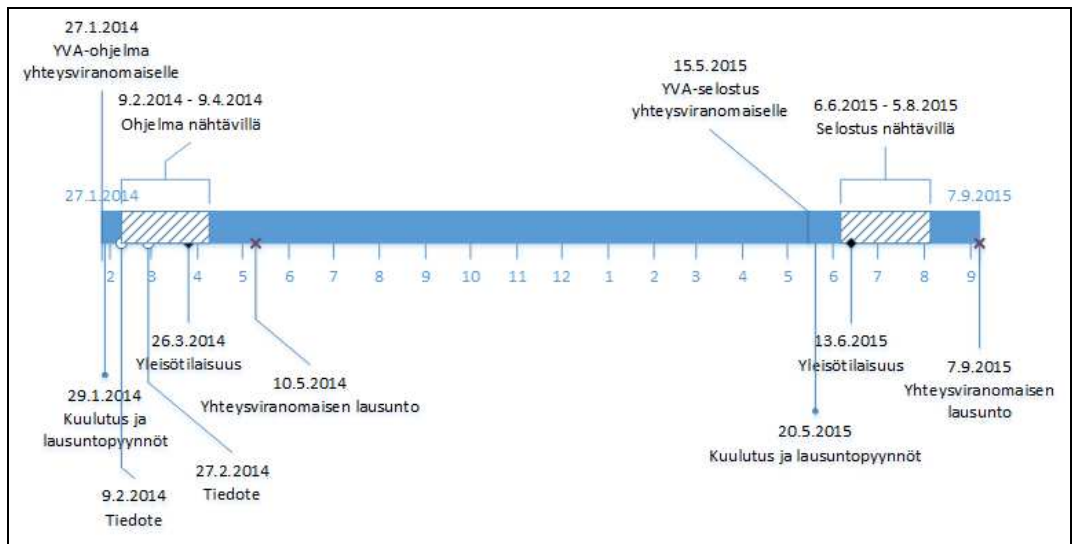 27.1.2014
YVA-ohjelma
yhteysviranomaiselle
9.2.2014 - 9.4.2014
Ohjelma nähtävillä
15.5.2015
YVA-selostus
yhteysviranomaiselle
6.6.2015 - 5.8.2015
Selostus nähtävillä
27.1.2014
7.9.2015
2 3 4 5 6 7 8 9 10 11 12 1 2 3 4 5 6 7 8 9
29.1.2014
Kuulutus ja
lausuntopyynnöt
9.2.2014
Tiedote
27.2.2014
Tiedote
26.3.2014
Yleisötilaisuus
10.5.2014
Yhteysviranomaisen lausunto
20.5.2015
Kuulutus ja lausuntopyynnöt
13.6.2015
Yleisötilaisuus
7.9.2015
Yhteysviranomaisen
lausunto